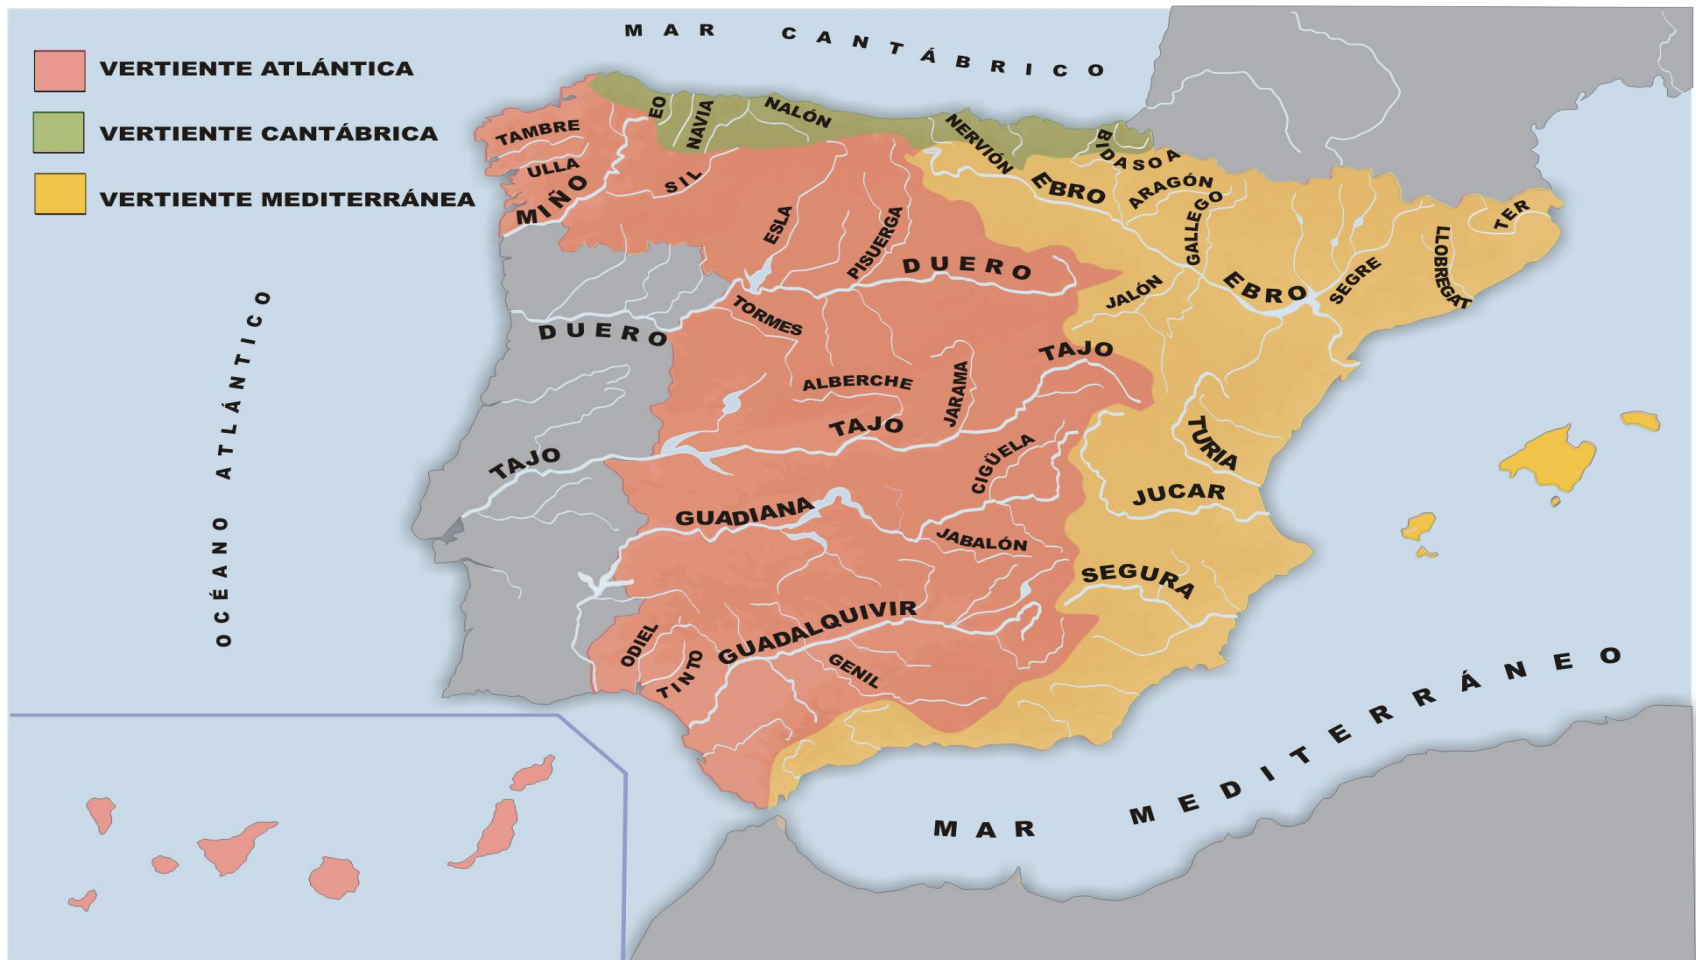 MAR CANTÁBRICO
VERTIENTE ATLÁNTICA
VERTIENTE CANTÁBRICA
VERTIENTE MEDITERRÁNEA
EO
NAVIA
NALÓN
NERVIÓN
BIDASOA
TAMBRE
ULLA
MIÑO
SIL
ESLA
PISUERGA
DUERO
EBRO
ARAGÓN
GALLEGO
TER
LLOBREGAT
SEGRE
EBRO
JALÓN
TORMES
DUERO
TAJO
ALBERCHE
JARAMA
TAJO
TAJO
TURIA
CIGÜELA
JUCAR
GUADIANA
JABALÓN
SEGURA
GUADALQUIVIR
ODIEL
TINTO
GENIL
OCÉANO ATLÁNTICO
MAR MEDITERRÁNEO